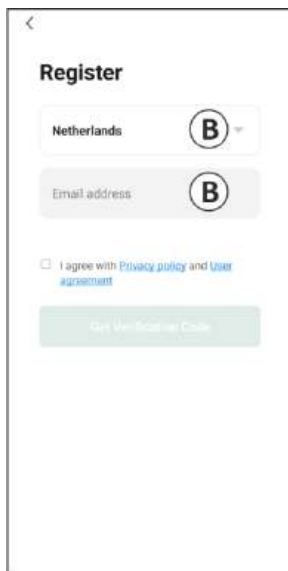 Register
Netherlands B
Email address B
I agree with Privacy policy and User
agreement
Get Verification Code